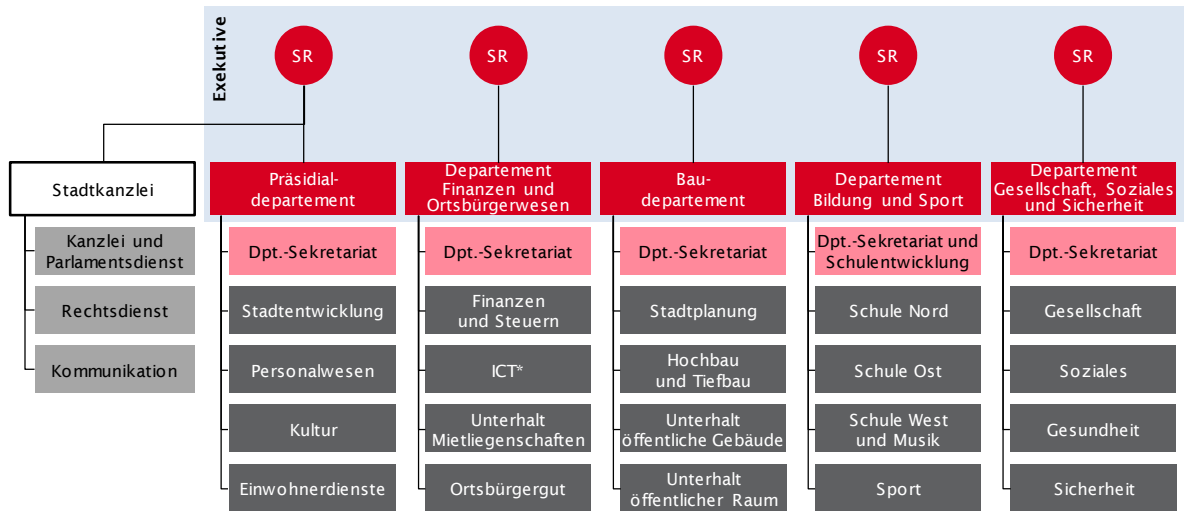 Exekutive
SR
SR
SR
SR
SR
Stadtkanzlei
Präsidial-
departement
Departement
Finanzen und
Ortsbürgerwesen
Bau-
departement
Departement
Bildung und Sport
Departement
Gesellschaft, Soziales
und Sicherheit
Kanzlei und
Parlamentsdienst
Rechtsdienst
Kommunikation
Dpt.-Sekretariat
Stadtentwicklung
Personalwesen
Kultur
Einwohnerdienste
Dpt.-Sekretariat
Finanzen
und Steuern
ICT*
Unterhalt
Mietliegenschaften
Ortsbürgergut
Dpt.-Sekretariat
Stadtplanung
Hochbau
und Tiefbau
Unterhalt
öffentliche Gebäude
Unterhalt
öffentlicher Raum
Dpt.-Sekretariat und
Schulentwicklung
Schule Nord
Schule Ost
Schule West
und Musik
Sport
Dpt.-Sekretariat
Gesellschaft
Soziales
Gesundheit
Sicherheit